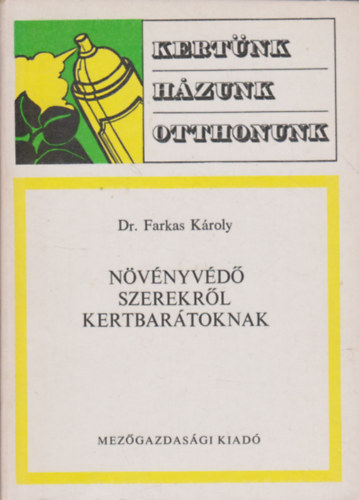 KERTÜNK
HÁZUNK
OTTHONUNK
Dr. Farkas Károly
NÖVÉNYVÉDŐ
SZEREKRŐL
KERTBARÁTOKNAK
MEZŐGAZDASÁGI KIADÓ